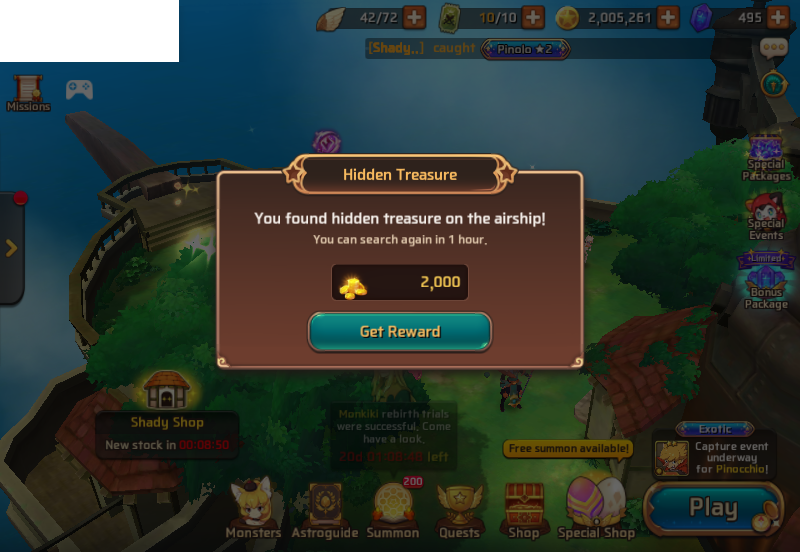 42/72
10/10
2,005,261
495
[Shady..] caught Pinolo ★2
Missions
Special
Packages
Special
Events
Limited
Bonus
Package
Hidden Treasure
You found hidden treasure on the airship!
You can search again in 1 hour.
2,000
Get Reward
Shady Shop
New stock in 00:08:50
Monkiki rebirth trials
were successful. Come
have a look.
left
Free summon available!
Exotic
Capture event
underway
for Pinocchio!
200
Monsters
Astroguide
Summon
Quests
Shop
Special Shop
Play